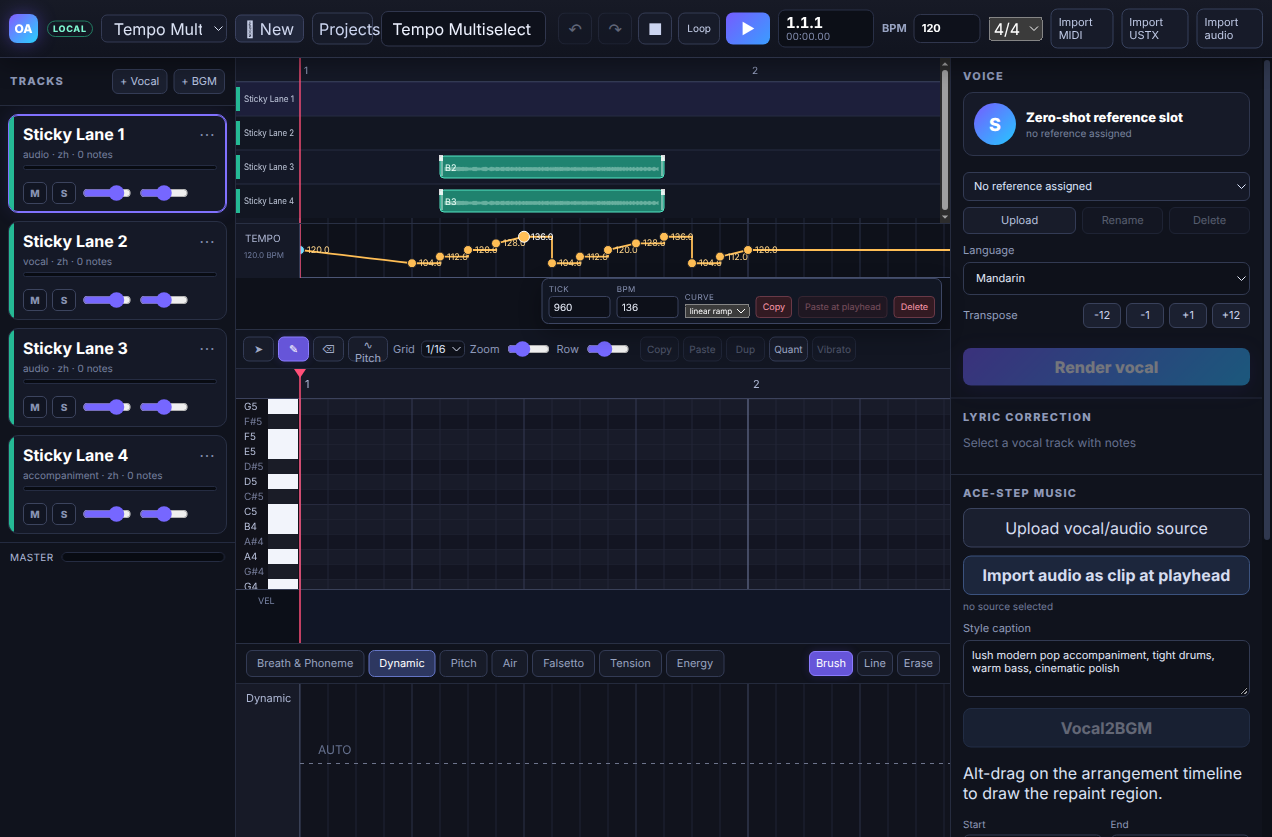 OA
LOCAL
Tempo Mult
New
Projects
Tempo Multiselect
Loop
1.1.1
00:00.00
BPM
120
4/4
Import MIDI
Import USTX
Import audio
TRACKS
+ Vocal
+ BGM
Sticky Lane 1
audio · zh · 0 notes
M
S
Sticky Lane 2
vocal · zh · 0 notes
M
S
Sticky Lane 3
audio · zh · 0 notes
M
S
Sticky Lane 4
accompaniment · zh · 0 notes
M
S
MASTER
1
2
Sticky Lane 1
Sticky Lane 2
Sticky Lane 3
B2
Sticky Lane 4
B3
TEMPO
120.0 BPM
120.0
104.0
112.0
120.0
128.0
136.0
104.0
112.0
120.0
128.0
136.0
104.0
112.0
120.0
TICK
960
BPM
136
CURVE
linear ramp
Copy
Paste at playhead
Delete
Pitch
Grid
1/16
Zoom
Row
Copy
Paste
Dup
Quant
Vibrato
1
2
G5
F#5
F5
E5
D#5
D5
C#5
C5
B4
A#4
A4
G#4
G4
VEL
Breath & Phoneme
Dynamic
Pitch
Air
Falsetto
Tension
Energy
Brush
Line
Erase
Dynamic
AUTO
VOICE
S
Zero-shot reference slot
no reference assigned
No reference assigned
Upload
Rename
Delete
Language
Mandarin
Transpose
-12
-1
+1
+12
Render vocal
LYRIC CORRECTION
Select a vocal track with notes
ACE-STEP MUSIC
Upload vocal/audio source
Import audio as clip at playhead
no source selected
Style caption
lush modern pop accompaniment, tight drums,
warm bass, cinematic polish
Vocal2BGM
Alt-drag on the arrangement timeline
to draw the repaint region.
Start
End